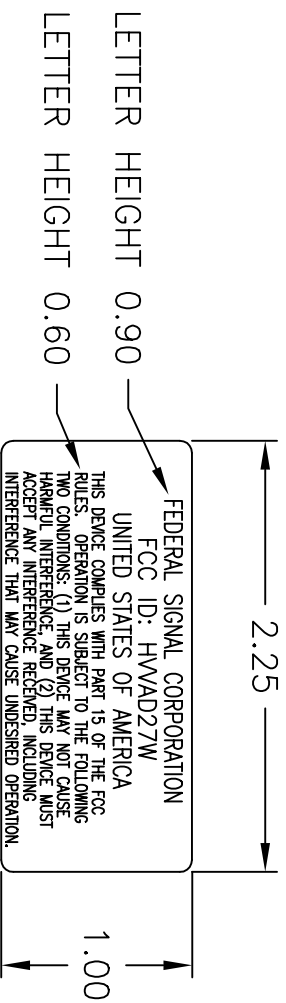 2.25
1.00
LETTER HEIGHT 0.90
LETTER HEIGHT 0.60
FEDERAL SIGNAL CORPORATION
FCC ID: HWAD27W
UNITED STATES OF AMERICA
THIS DEVICE COMPLIES WITH PART 15 OF THE FCC
RULES. OPERATION IS SUBJECT TO THE FOLLOWING
TWO CONDITIONS: (1) THIS DEVICE MAY NOT CAUSE
HARMFUL INTERFERENCE, AND (2) THIS DEVICE MUST
ACCEPT ANY INTERFERENCE RECEIVED, INCLUDING
INTERFERENCE THAT MAY CAUSE UNDESIRED OPERATION.